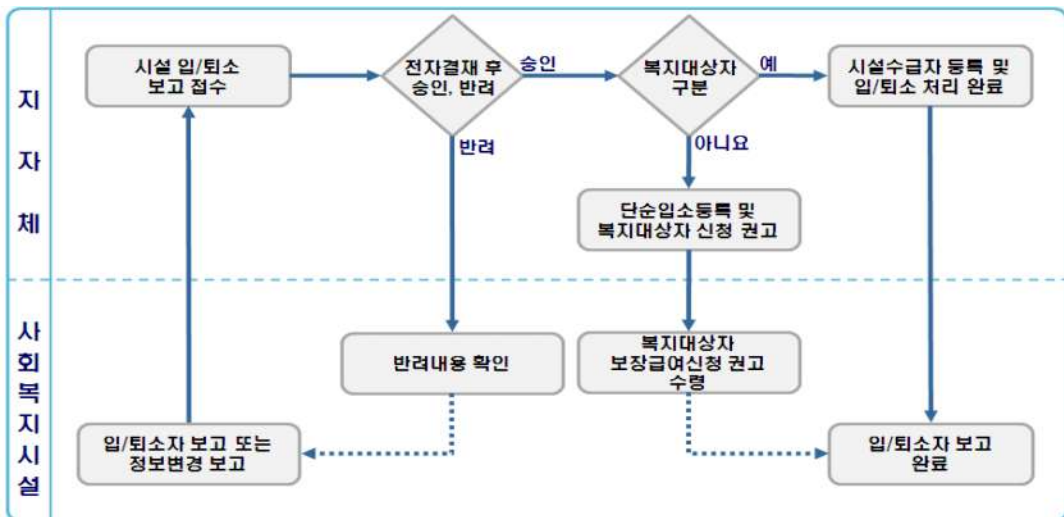 지자체
시설 입/퇴소
보고 접수
전자결재 후
승인, 반려
승인
복지대상자
구분
예
시설수급자 등록 및
입/퇴소 처리 완료
반려
아니요
단순입소등록 및
복지대상자 신청 권고
사회복지시설
반려내용 확인
복지대상자
보장급여신청 권고
수령
입/퇴소자 보고 또는
정보변경 보고
입/퇴소자 보고
완료